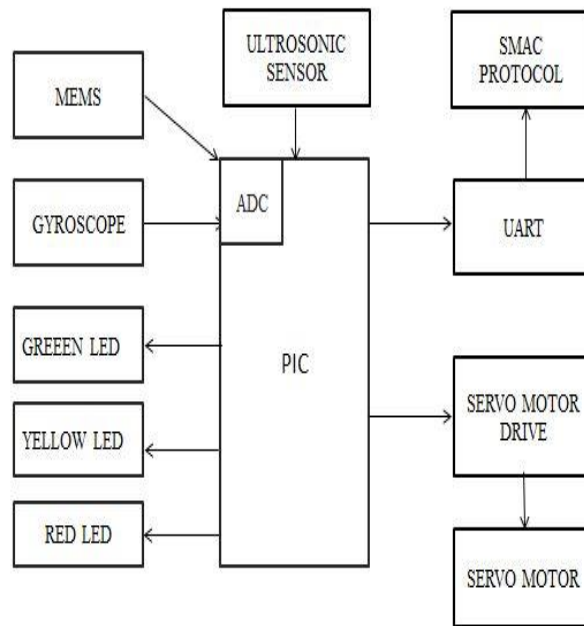 ULTROSONIC
SENSOR
SMAC
PROTOCOL
MEMS
ADC
GYROSCOPE
UART
GREEEN LED
PIC
YELLOW LED
SERVO MOTOR
DRIVE
RED LED
SERVO MOTOR